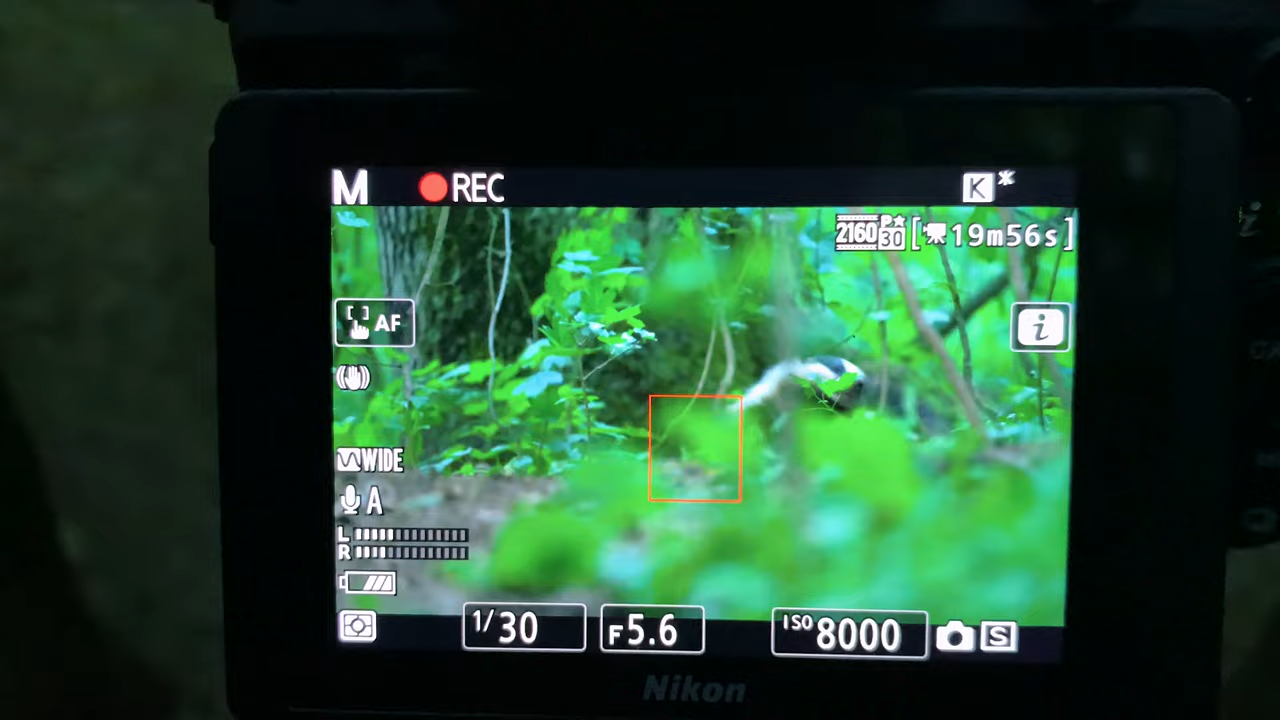 M REC K*
2160 P★ 30 [19m56s]
AF
i
WIDE
A
L
R
1/30 F5.6 ISO 8000 S
Nikon